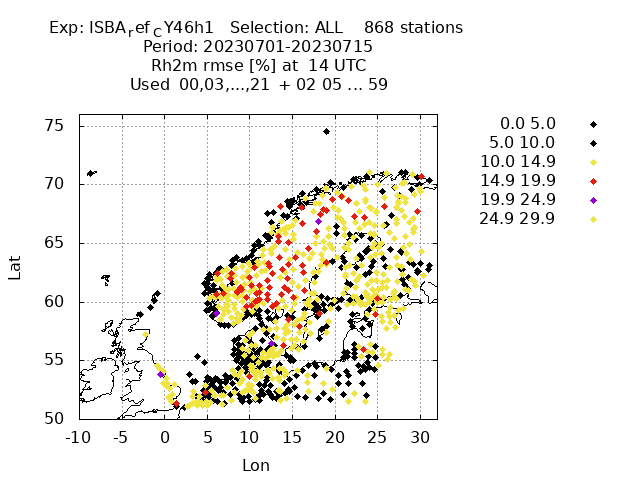 Exp: ISBA_ref_C Y46h1 Selection: ALL 868 stations
Period: 20230701-20230715
Rh2m rmse [%] at 14 UTC
Used 00,03,...,21 + 02 05 ... 59
0.0 5.0
5.0 10.0
10.0 14.9
14.9 19.9
19.9 24.9
24.9 29.9
75
70
65
60
55
50
Lat
-10 -5 0 5 10 15 20 25 30
Lon